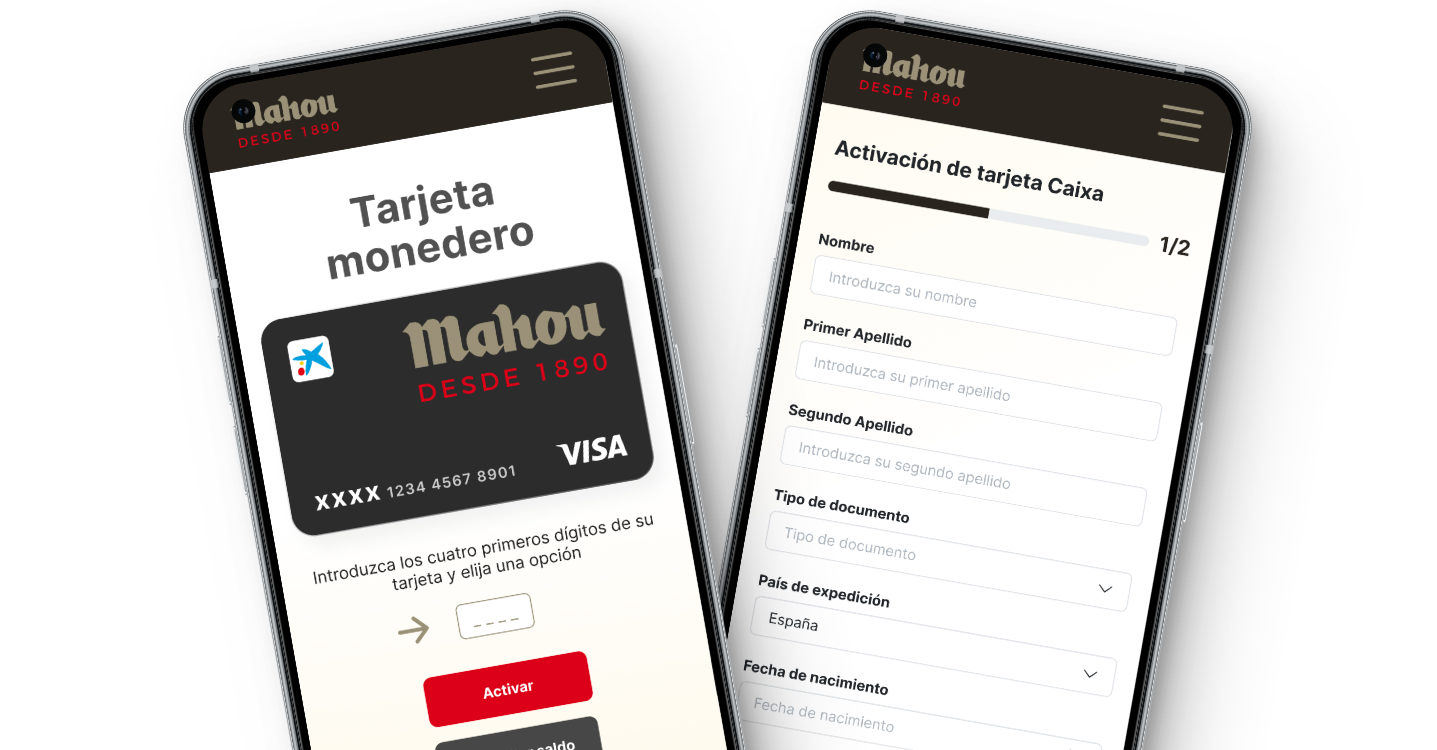 Mahou
DESDE 1890
Tarjeta
monedero
Mahou
DESDE 1890
VISA
XXXX 1234 4567 8901
Introduzca los cuatro primeros dígitos de su
tarjeta y elija una opción
_ _ _ _
Activar
Mahou
DESDE 1890
Activación de tarjeta Caixa
1/2
Nombre
Introduzca su nombre
Primer Apellido
Introduzca su primer apellido
Segundo Apellido
Introduzca su segundo apellido
Tipo de documento
Tipo de documento
País de expedición
España
Fecha de nacimiento
Fecha de nacimiento